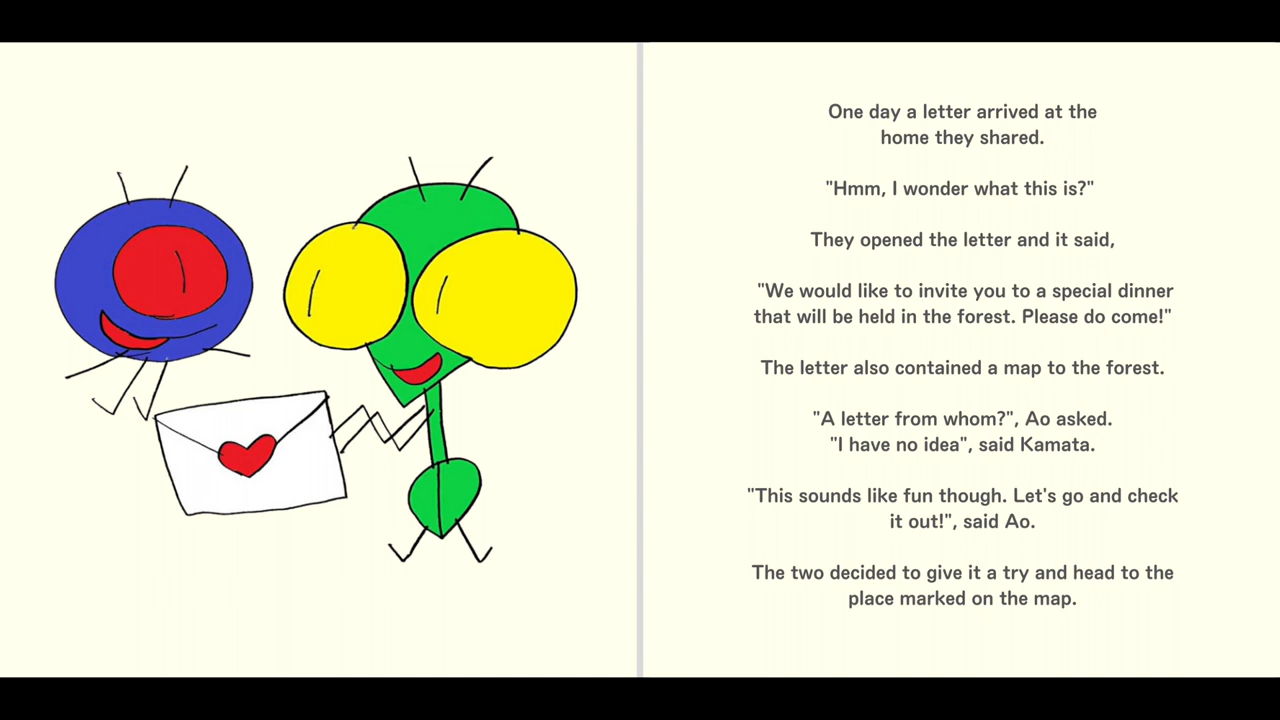 One day a letter arrived at the
home they shared.
"Hmm, I wonder what this is?"
They opened the letter and it said,
"We would like to invite you to a special dinner
that will be held in the forest. Please do come!"
The letter also contained a map to the forest.
"A letter from whom?", Ao asked.
"I have no idea", said Kamata.
"This sounds like fun though. Let's go and check
it out!", said Ao.
The two decided to give it a try and head to the
place marked on the map.